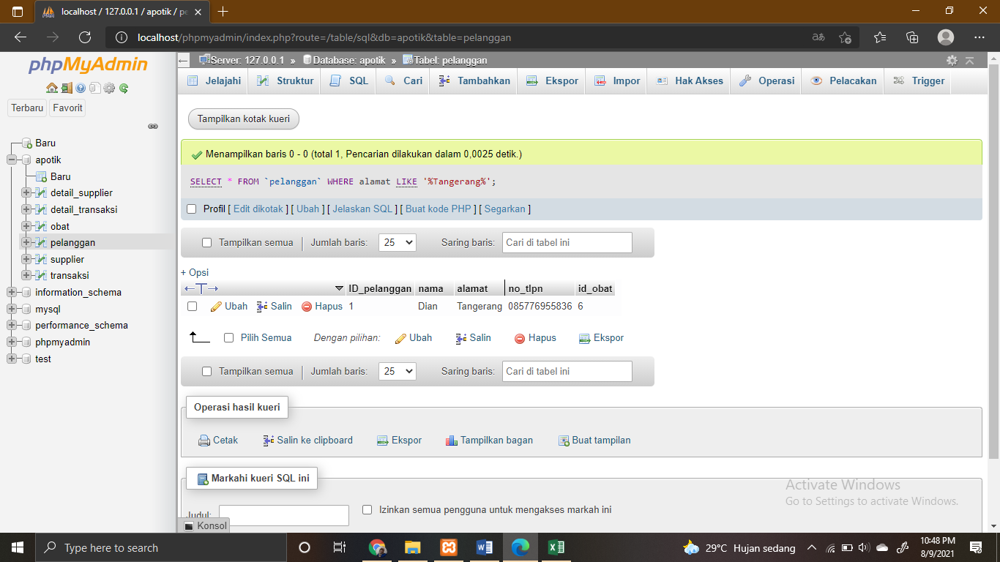 localhost / 127.0.0.1 / apotik / pe
localhost/phpmyadmin/index.php?route=/table/sql&db=apotik&table=pelanggan
phpMyAdmin
Terbaru Favorit
Baru
apotik
Baru
detail_supplier
detail_transaksi
obat
pelanggan
supplier
transaksi
information_schema
mysql
performance_schema
phpmyadmin
test
Server: 127.0.0.1 » Database: apotik » Tabel: pelanggan
Jelajahi Struktur SQL Cari Tambahkan Ekspor Impor Hak Akses Operasi Pelacakan Trigger
Tampilkan kotak kueri
Menampilkan baris 0 - 0 (total 1, Pencarian dilakukan dalam 0,0025 detik.)
SELECT * FROM `pelanggan` WHERE alamat LIKE '%Tangerang%';
Profil [ Edit dikotak ] [ Ubah ] [ Jelaskan SQL ] [ Buat kode PHP ] [ Segarkan ]
Tampilkan semua | Jumlah baris: 25 Saring baris: Cari di tabel ini
+ Opsi
←T→ ID_pelanggan nama alamat no_tlpn id_obat
Ubah Salin Hapus 1 Dian Tangerang 085776955836 6
Pilih Semua Dengan pilihan: Ubah Salin Hapus Ekspor
Tampilkan semua | Jumlah baris: 25 Saring baris: Cari di tabel ini
Operasi hasil kueri
Cetak Salin ke clipboard Ekspor Tampilkan bagan Buat tampilan
Markahi kueri SQL ini
Judul: Izinkan semua pengguna untuk mengakses markah ini
Konsol
Activate Windows
Go to Settings to activate Windows.
Type here to search
29°C Hujan sedang
10:48 PM
8/9/2021